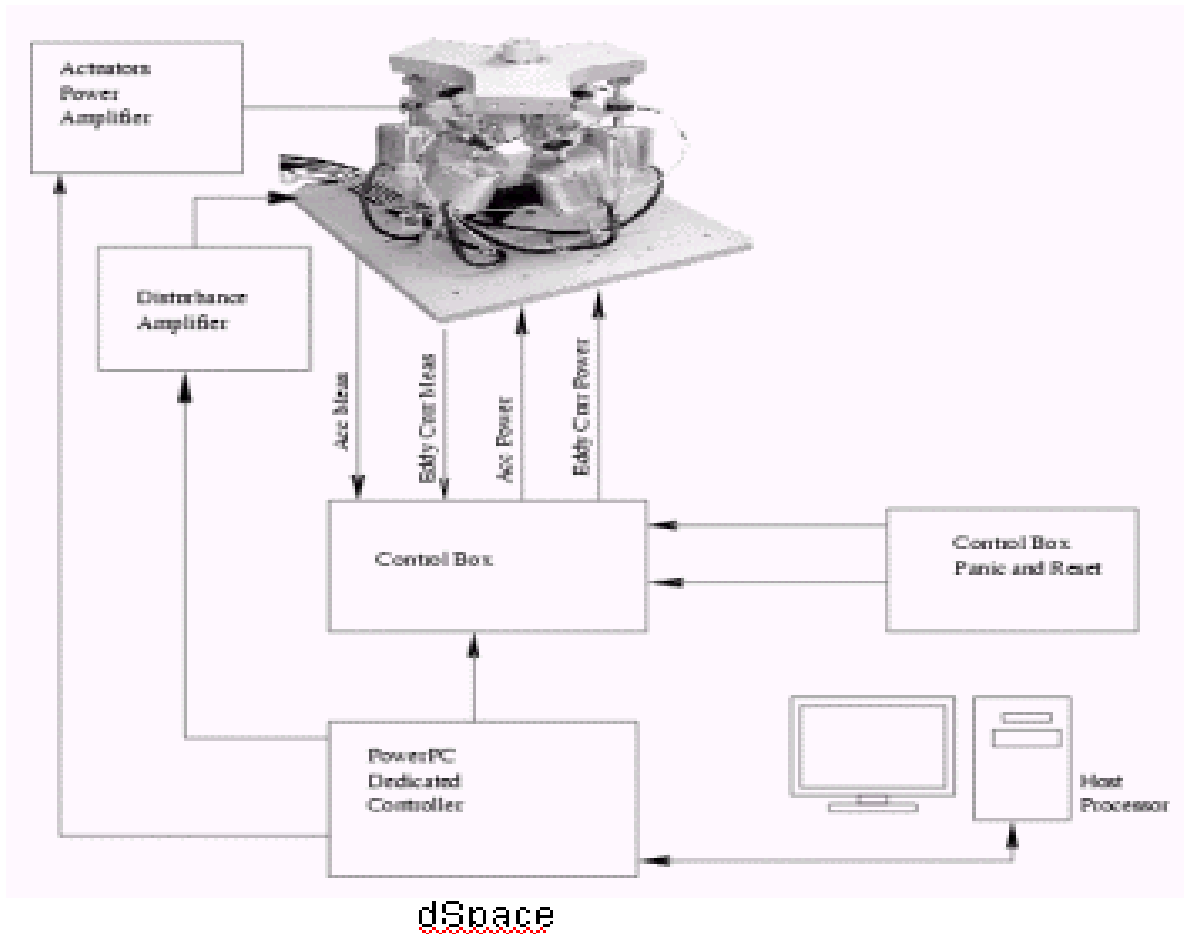 Actuators
Power
Amplifier
Disturbance
Amplifier
Acc Meas
Eddy Curr Meas
Acc Power
Eddy Curr Power
Control Box
Control Box
Panic and Reset
PowerPC
Dedicated
Controller
Host
Processor
dSpace